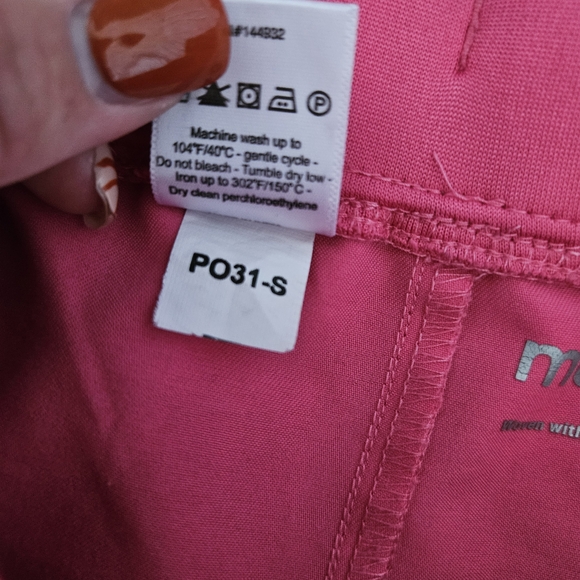 #144932
P
Machine wash up to
104°F/40°C - gentle cycle -
Do not bleach - Tumble dry low -
Iron up to 302°F/150°C -
Dry clean perchloroethylene
PO31-S
m
with